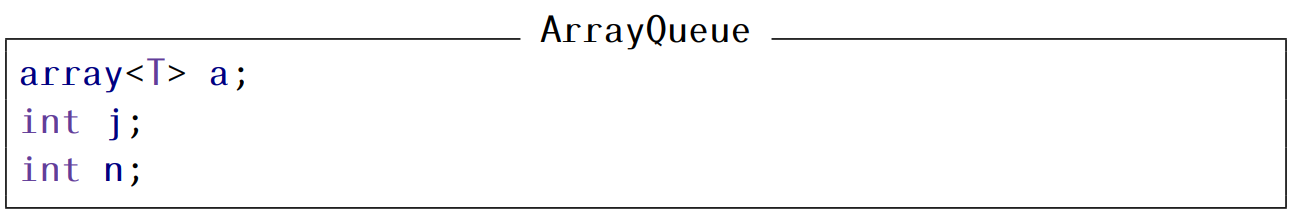 ArrayQueue
array<T> a;
int j;
int n;